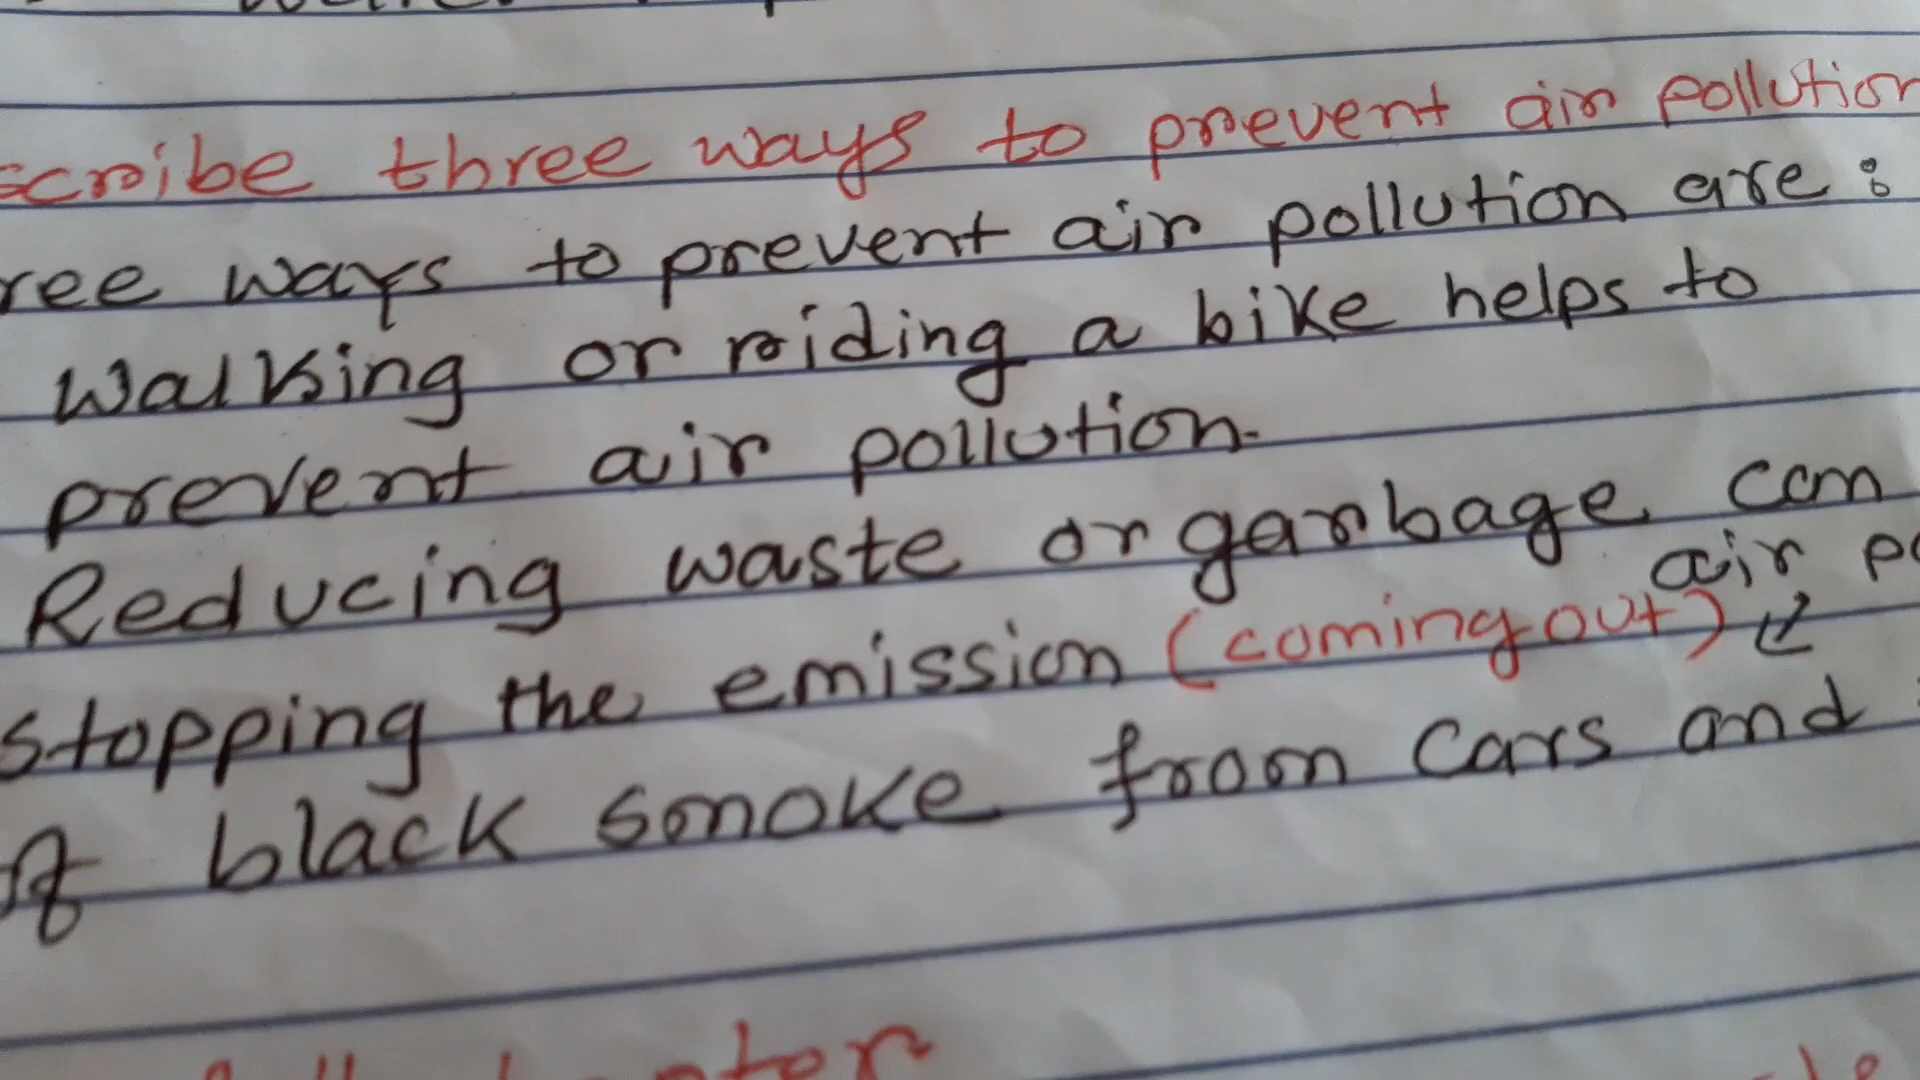 scribe three ways to prevent air pollution
ree ways to prevent air pollution are:
Walking or riding a bike helps to
prevent air pollution.
Reducing waste or garbage can
air po
Stopping the emission (coming out)
of black smoke from cars and